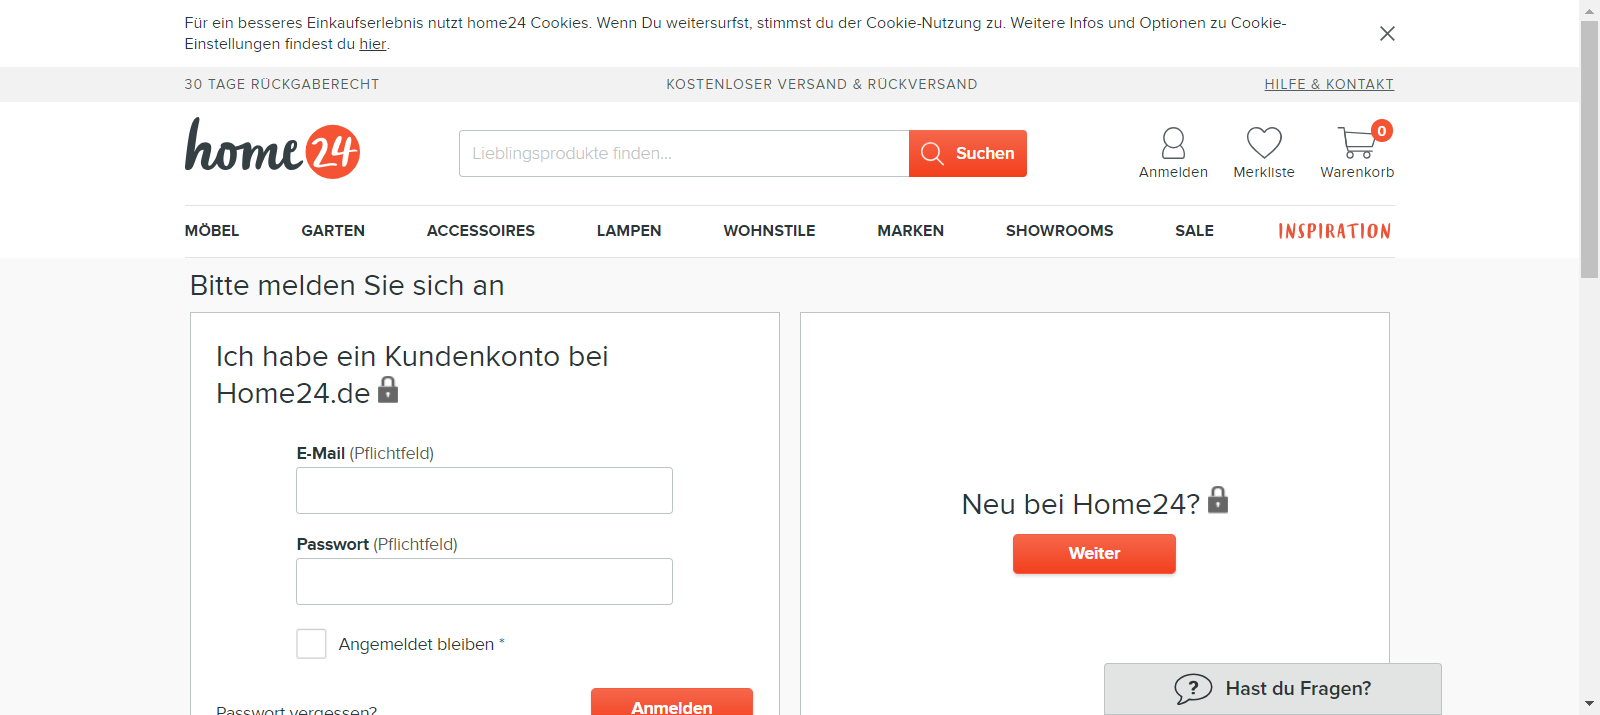 Für ein besseres Einkaufserlebnis nutzt home24 Cookies. Wenn Du weitersurfst, stimmst du der Cookie-Nutzung zu. Weitere Infos und Optionen zu Cookie-
Einstellungen findest du hier.
30 TAGE RÜCKGABERECHT
KOSTENLOSER VERSAND & RÜCKVERSAND
HILFE & KONTAKT
home24
Lieblingsprodukte finden...
Suchen
Anmelden
Merkliste
0
Warenkorb
MÖBEL
GARTEN
ACCESSOIRES
LAMPEN
WOHNSTILE
MARKEN
SHOWROOMS
SALE
INSPIRATION
Bitte melden Sie sich an
Ich habe ein Kundenkonto bei
Home24.de
E-Mail (Pflichtfeld)
Passwort (Pflichtfeld)
Angemeldet bleiben *
Passwort vergessen?
Anmelden
Neu bei Home24?
Weiter
? Hast du Fragen?